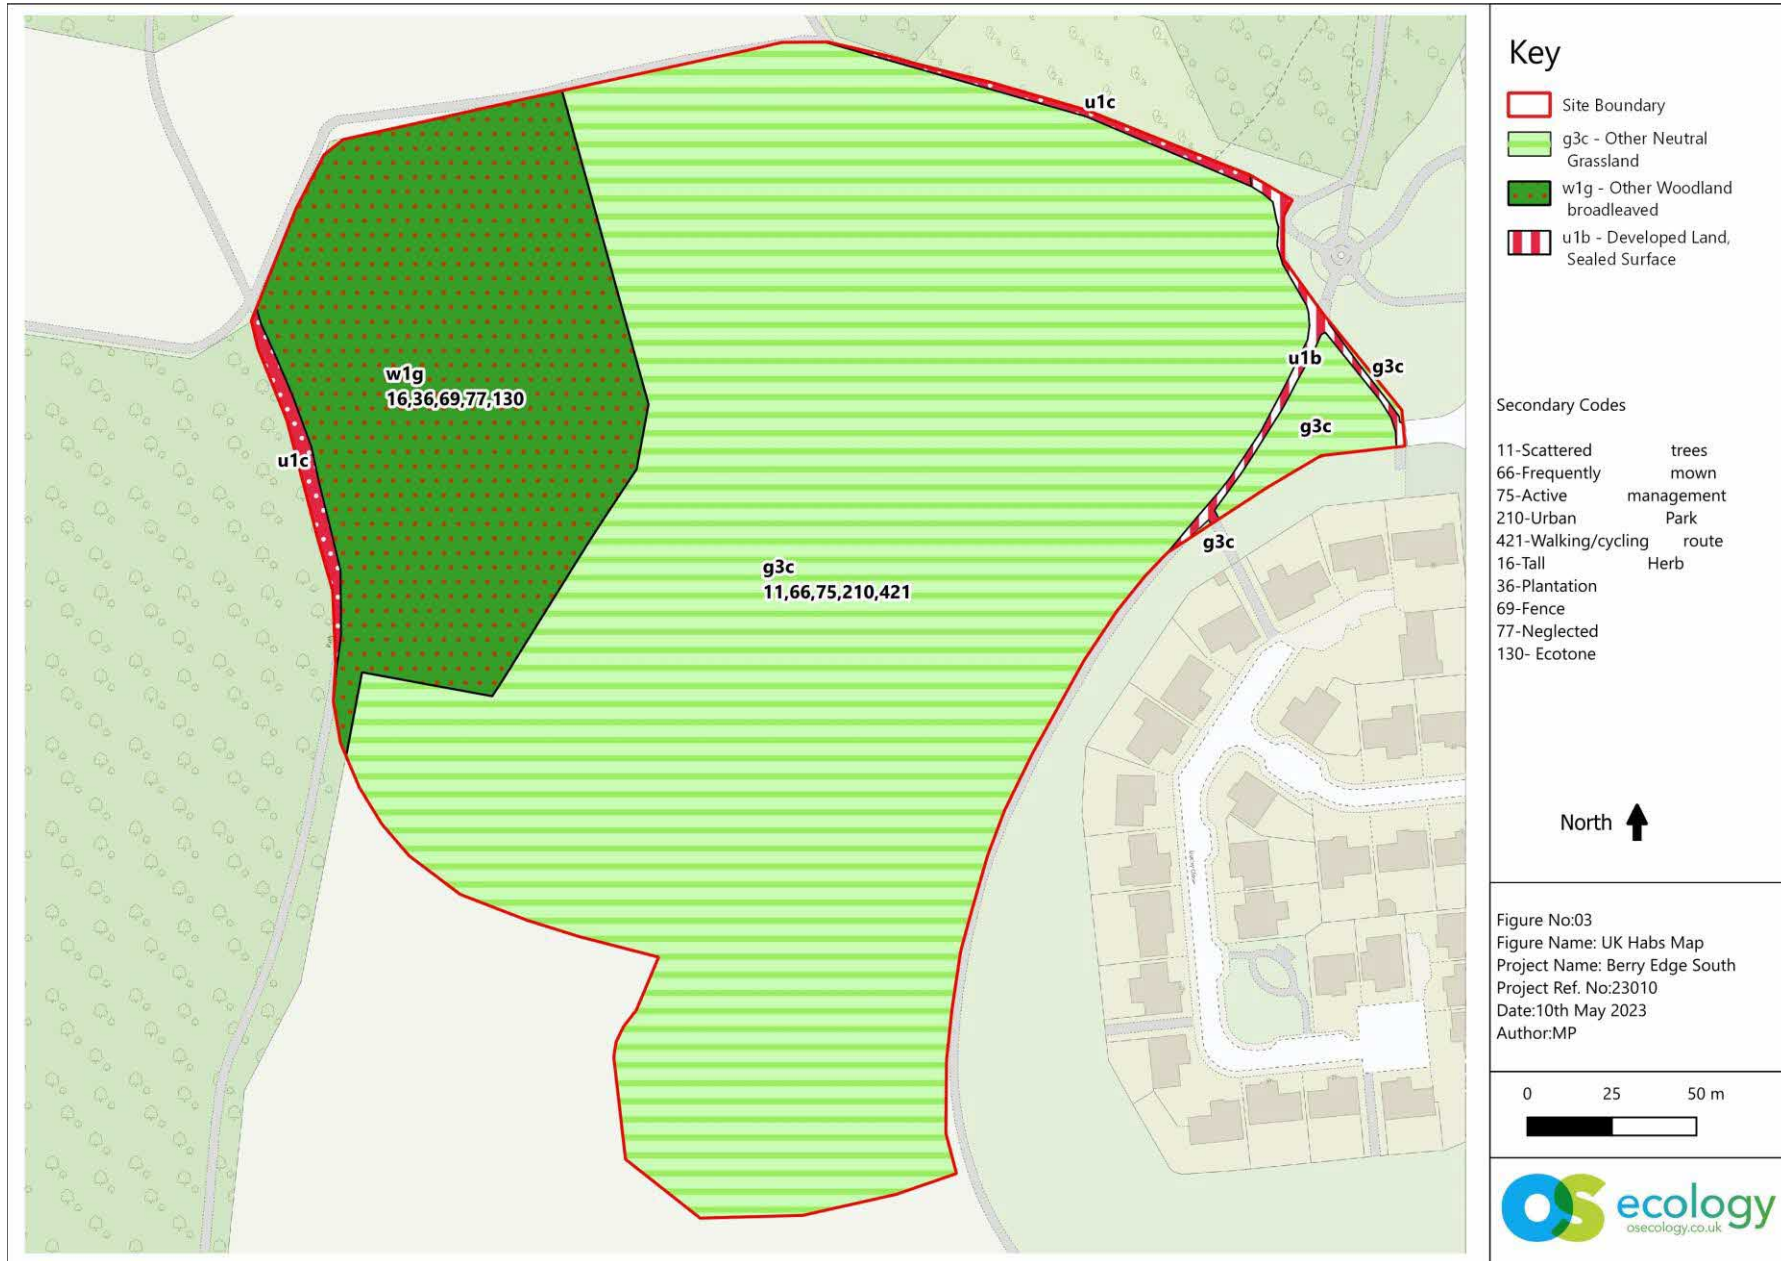 u1c
w1g
16,36,69,77,130
u1c
u1b
g3c
g3c
g3c
g3c
11,66,75,210,421
Key
Site Boundary
g3c - Other Neutral
Grassland
w1g - Other Woodland
broadleaved
u1b - Developed Land,
Sealed Surface
Secondary Codes
11-Scattered trees
66-Frequently mown
75-Active management
210-Urban Park
421-Walking/cycling route
16-Tall Herb
36-Plantation
69-Fence
77-Neglected
130- Ecotone
North
Figure No:03
Figure Name: UK Habs Map
Project Name: Berry Edge South
Project Ref. No:23010
Date:10th May 2023
Author:MP
0 25 50 m
OS ecology
osecology.co.uk